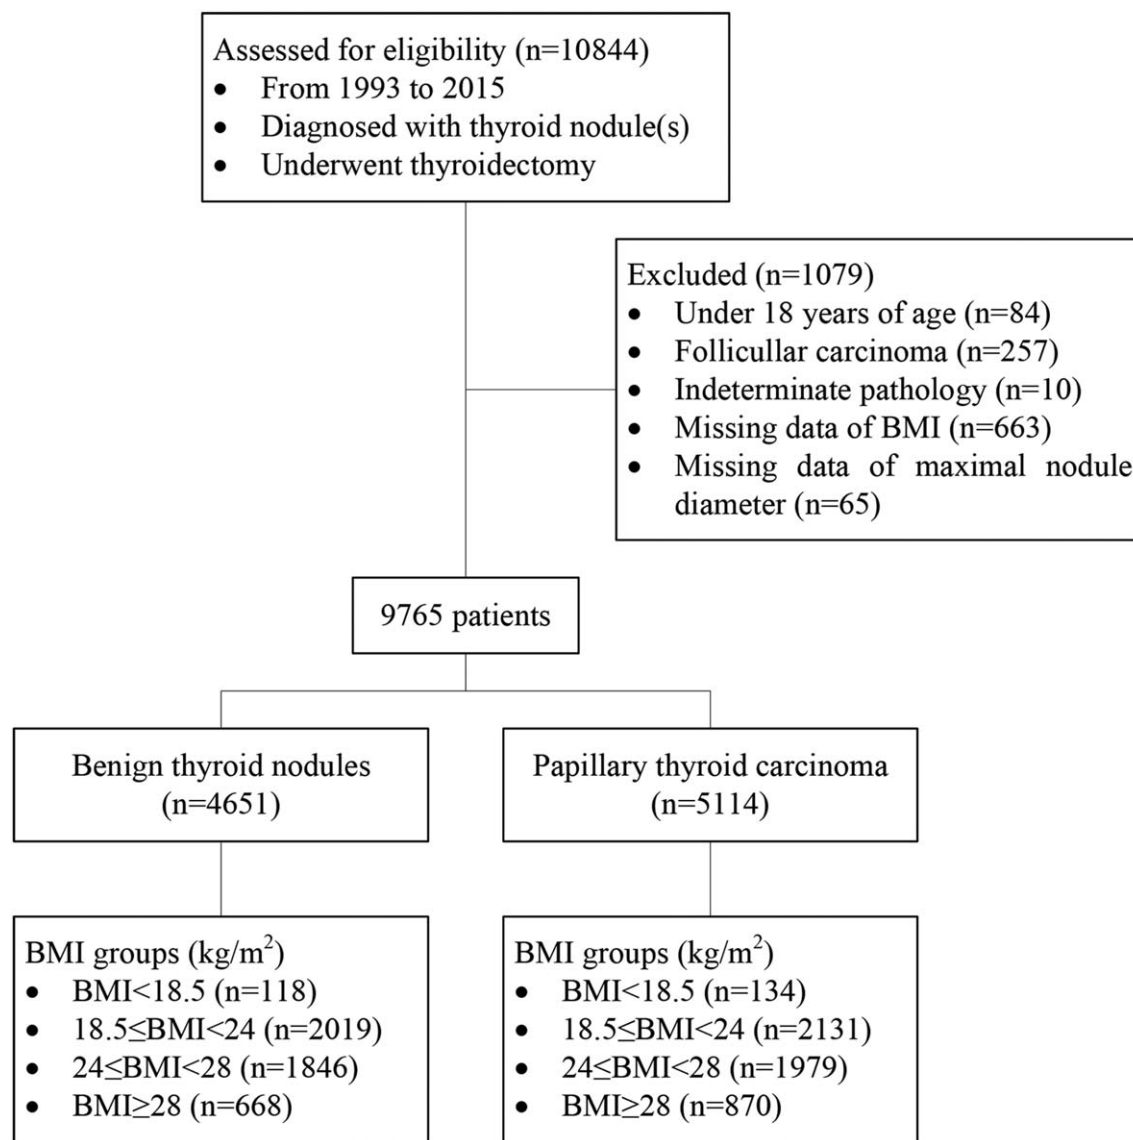 Assessed for eligibility (n=10844)
• From 1993 to 2015
• Diagnosed with thyroid nodule(s)
• Underwent thyroidectomy
Excluded (n=1079)
• Under 18 years of age (n=84)
• Follicullar carcinoma (n=257)
• Indeterminate pathology (n=10)
• Missing data of BMI (n=663)
• Missing data of maximal nodule
diameter (n=65)
9765 patients
Benign thyroid nodules
(n=4651)
Papillary thyroid carcinoma
(n=5114)
BMI groups (kg/m²)
• BMI<18.5 (n=118)
• 18.5≤BMI<24 (n=2019)
• 24≤BMI<28 (n=1846)
• BMI≥28 (n=668)
BMI groups (kg/m²)
• BMI<18.5 (n=134)
• 18.5≤BMI<24 (n=2131)
• 24≤BMI<28 (n=1979)
• BMI≥28 (n=870)